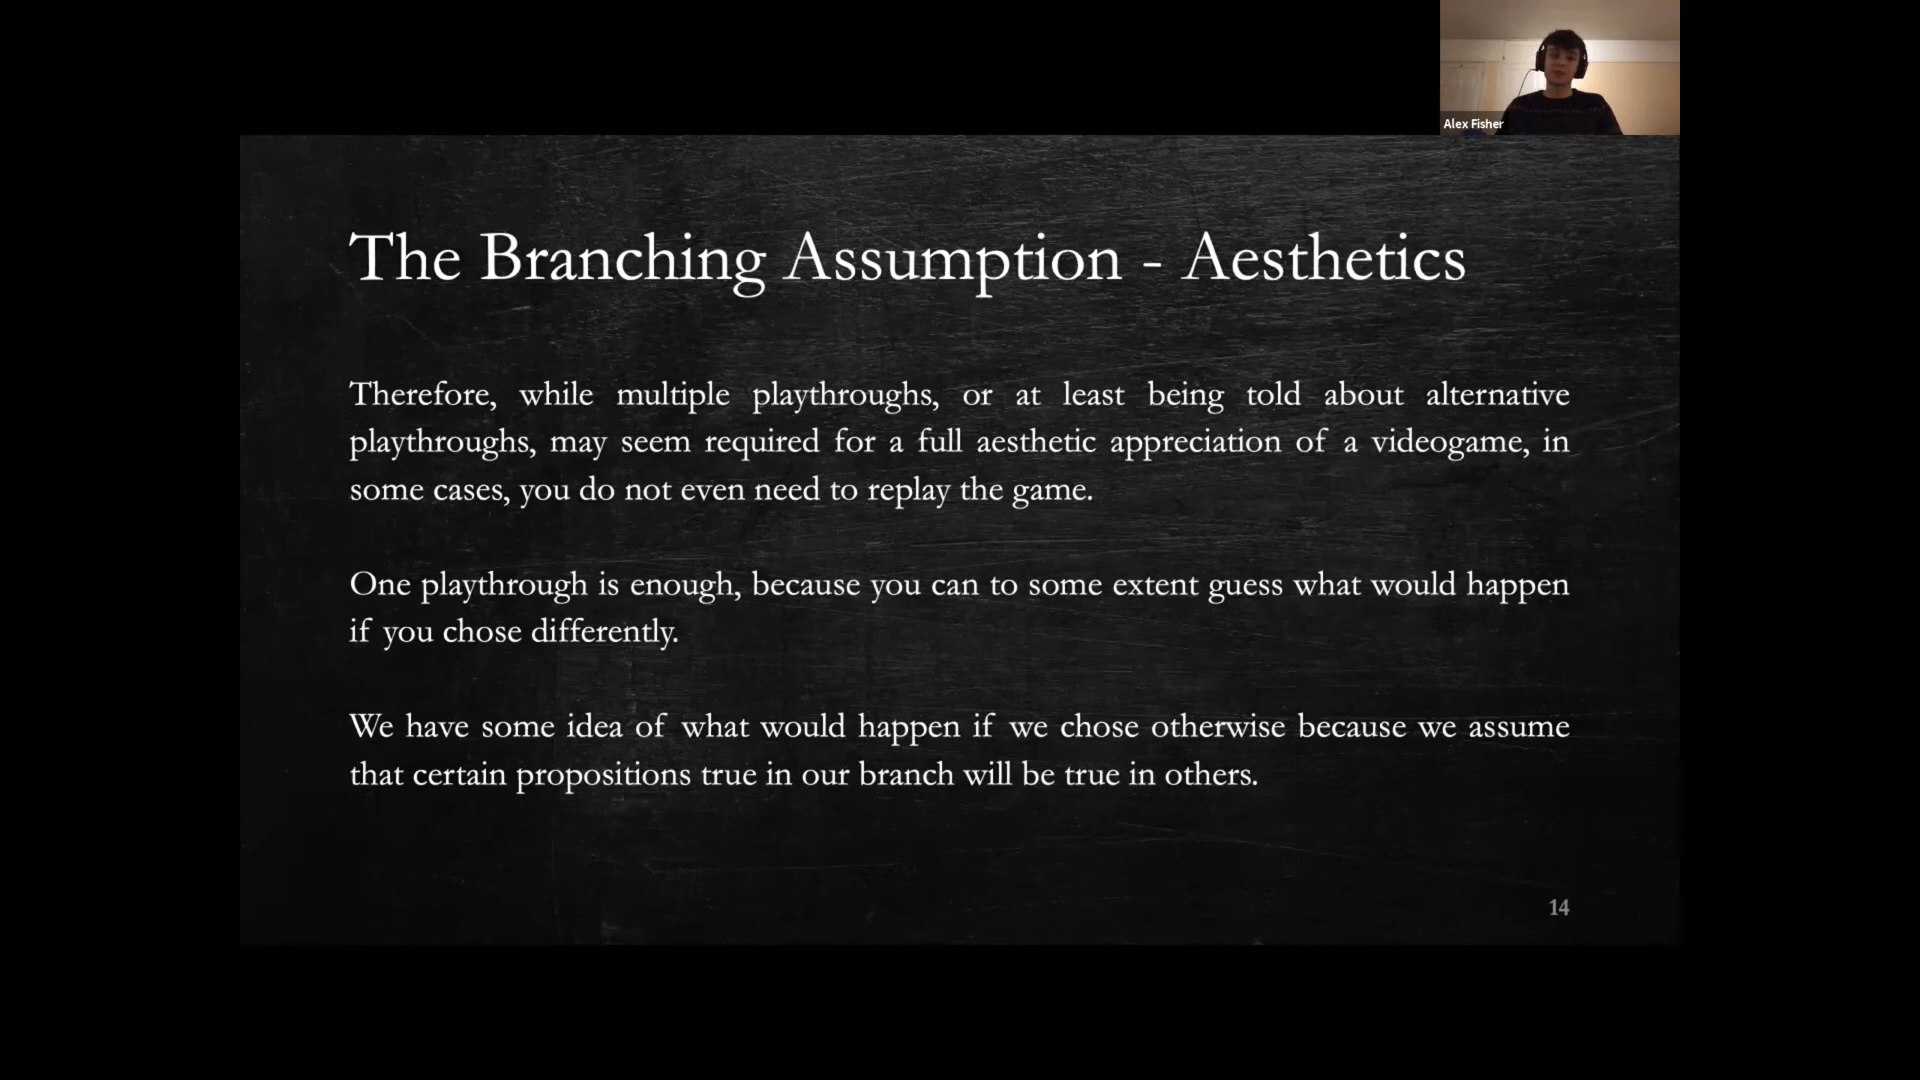 Alex Fisher
The Branching Assumption - Aesthetics
Therefore, while multiple playthroughs, or at least being told about alternative
playthroughs, may seem required for a full aesthetic appreciation of a videogame, in
some cases, you do not even need to replay the game.
One playthrough is enough, because you can to some extent guess what would happen
if you chose differently.
We have some idea of what would happen if we chose otherwise because we assume
that certain propositions true in our branch will be true in others.
14